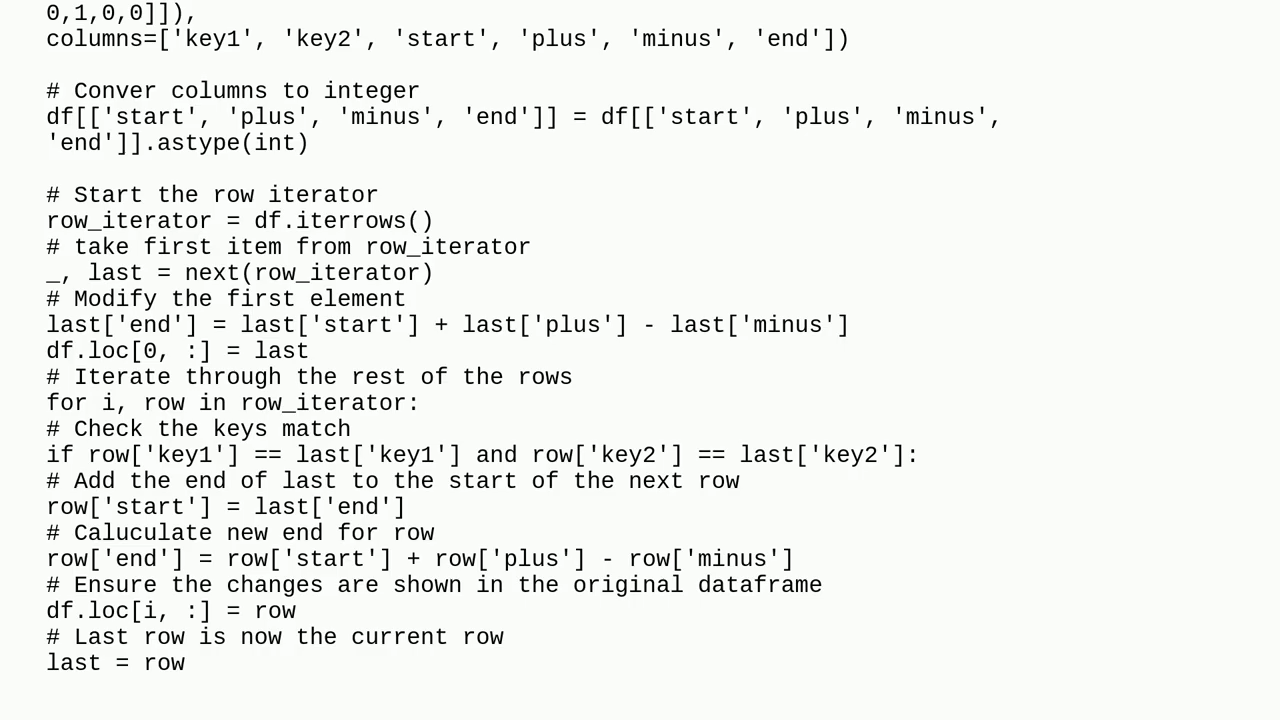 0,1,0,0]]),
columns=['key1', 'key2', 'start', 'plus', 'minus', 'end'])
# Conver columns to integer
df[['start', 'plus', 'minus', 'end']] = df[['start', 'plus', 'minus',
'end']].astype(int)
# Start the row iterator
row_iterator = df.iterrows()
# take first item from row_iterator
_, last = next(row_iterator)
# Modify the first element
last['end'] = last['start'] + last['plus'] - last['minus']
df.loc[0, :] = last
# Iterate through the rest of the rows
for i, row in row_iterator:
# Check the keys match
if row['key1'] == last['key1'] and row['key2'] == last['key2']:
# Add the end of last to the start of the next row
row['start'] = last['end']
# Caluculate new end for row
row['end'] = row['start'] + row['plus'] - row['minus']
# Ensure the changes are shown in the original dataframe
df.loc[i, :] = row
# Last row is now the current row
last = row